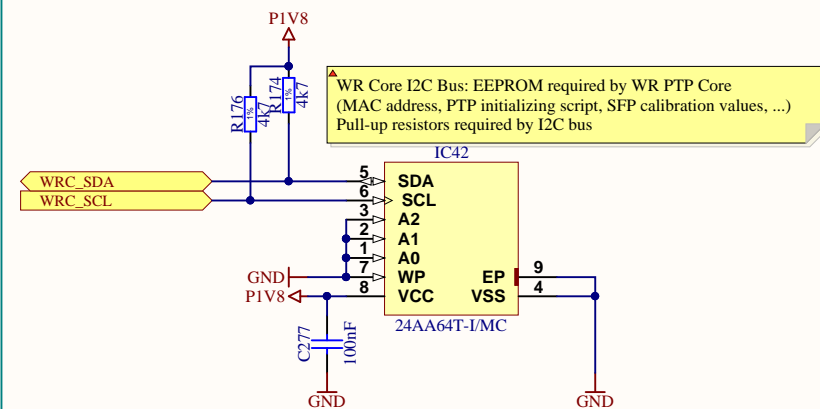 P1V8
R176
4k7
1%
R174
4k7
1%
WR Core I2C Bus: EEPROM required by WR PTP Core
(MAC address, PTP initializing script, SFP calibration values, ...)
Pull-up resistors required by I2C bus
IC42
WRC_SDA
5
SDA
WRC_SCL
6
SCL
3
A2
2
A1
1
A0
GND
7
WP
EP
9
P1V8
8
VCC
VSS
4
24AA64T-I/MC
C277
100nF
GND
GND